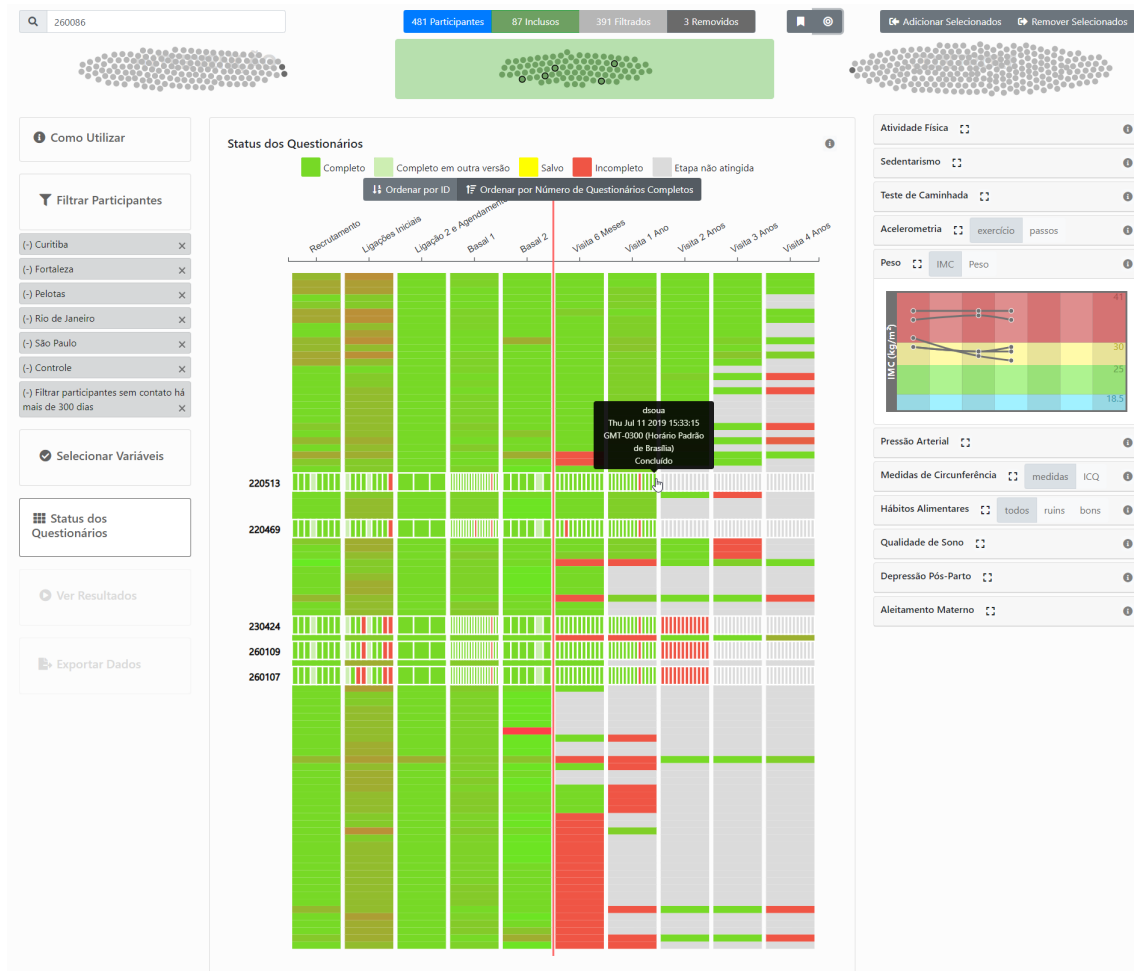 260086
481 Participantes
87 Inclusos
391 Filtrados
3 Removidos
Adicionar Selecionados
Remover Selecionados
Como Utilizar
Filtrar Participantes
(-) Curitiba ×
(-) Fortaleza ×
(-) Pelotas ×
(-) Rio de Janeiro ×
(-) São Paulo ×
(-) Controle ×
(-) Filtrar participantes sem contato há
mais de 300 dias ×
Selecionar Variáveis
Status dos
Questionários
Ver Resultados
Exportar Dados
Status dos Questionários
Completo
Completo em outra versão
Salvo
Incompleto
Etapa não atingida
Ordenar por ID
Ordenar por Número de Questionários Completos
Recrutamento
Ligações Iniciais
Ligação 2 e Agendamento
Basal 1
Basal 2
Visita 6 Meses
Visita 1 Ano
Visita 2 Anos
Visita 3 Anos
Visita 4 Anos
dsoua
Thu Jul 11 2019 15:33:15
GMT-0300 (Horário Padrão
de Brasília)
Concluído
220513
220469
230424
260109
260107
Atividade Física
Sedentarismo
Teste de Caminhada
Acelerometria exercício passos
Peso IMC Peso
IMC (kg/m²)
41
30
25
18.5
Pressão Arterial
Medidas de Circunferência medidas ICQ
Hábitos Alimentares todos ruins bons
Qualidade de Sono
Depressão Pós-Parto
Aleitamento Materno